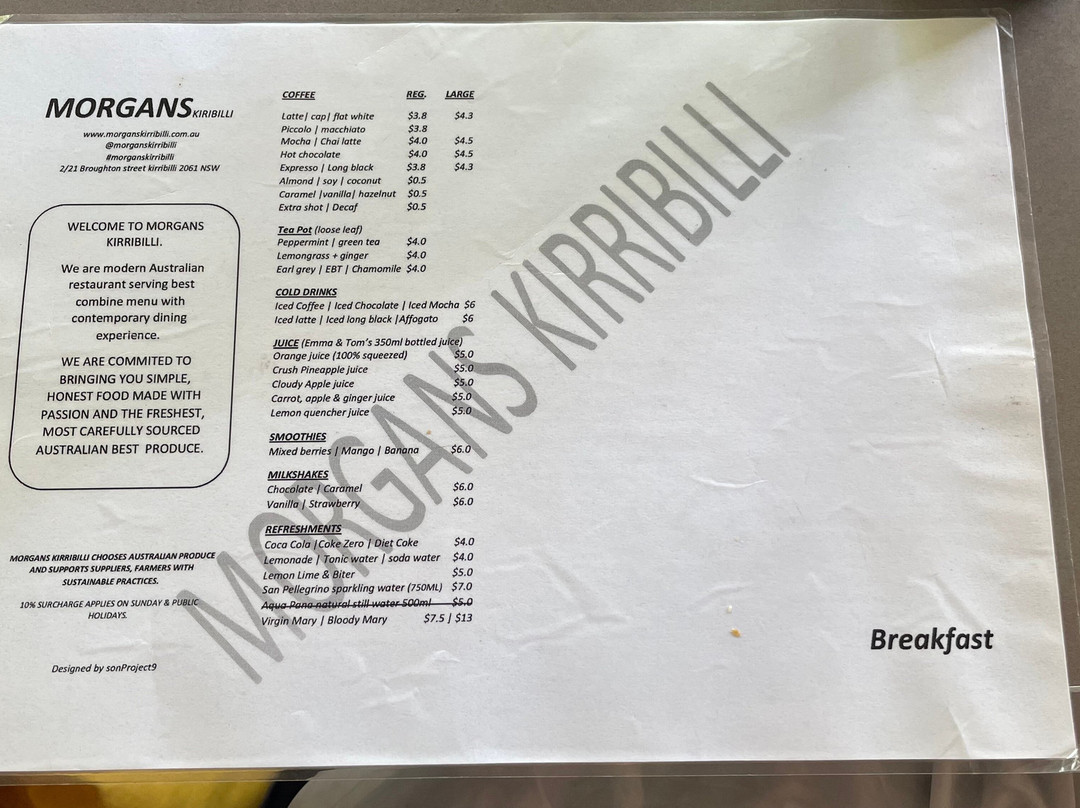 MORGANS KIRIBILLI
www.morganskirribilli.com.au
@morganskirribilli
#morganskirribilli
2/21 Broughton street kirribilli 2061 NSW
WELCOME TO MORGANS
KIRRIBILLI.
We are modern Australian
restaurant serving best
combine menu with
contemporary dining
experience.
WE ARE COMMITED TO
BRINGING YOU SIMPLE,
HONEST FOOD MADE WITH
PASSION AND THE FRESHEST,
MOST CAREFULLY SOURCED
AUSTRALIAN BEST PRODUCE.
MORGANS KIRRIBILLI CHOOSES AUSTRALIAN PRODUCE
AND SUPPORTS SUPPLIERS, FARMERS WITH
SUSTAINABLE PRACTICES.
10% SURCHARGE APPLIES ON SUNDAY & PUBLIC
HOLIDAYS.
Designed by sonProject9
COFFEE REG. LARGE
Latte| cap| flat white $3.8 $4.3
Piccolo | macchiato $3.8
Mocha | Chai latte $4.0 $4.5
Hot chocolate $4.0 $4.5
Expresso | Long black $3.8 $4.3
Almond | soy | coconut $0.5
Caramel |vanilla| hazelnut $0.5
Extra shot | Decaf $0.5
Tea Pot (loose leaf)
Peppermint | green tea $4.0
Lemongrass + ginger $4.0
Earl grey | EBT | Chamomile $4.0
COLD DRINKS
Iced Coffee | Iced Chocolate | Iced Mocha $6
Iced latte | Iced long black |Affogato $6
JUICE (Emma & Tom's 350ml bottled juice)
Orange juice (100% squeezed) $5.0
Crush Pineapple juice $5.0
Cloudy Apple juice $5.0
Carrot, apple & ginger juice $5.0
Lemon quencher juice $5.0
SMOOTHIES
Mixed berries | Mango | Banana $6.0
MILKSHAKES
Chocolate | Caramel $6.0
Vanilla | Strawberry $6.0
REFRESHMENTS
Coca Cola |Coke Zero | Diet Coke $4.0
Lemonade | Tonic water | soda water $4.0
Lemon Lime & Biter $5.0
San Pellegrino sparkling water (750ML) $7.0
Aqua Pana natural still water 500ml $5.0
Virgin Mary | Bloody Mary $7.5 | $13
MORGANS KIRRIBILLI
Breakfast